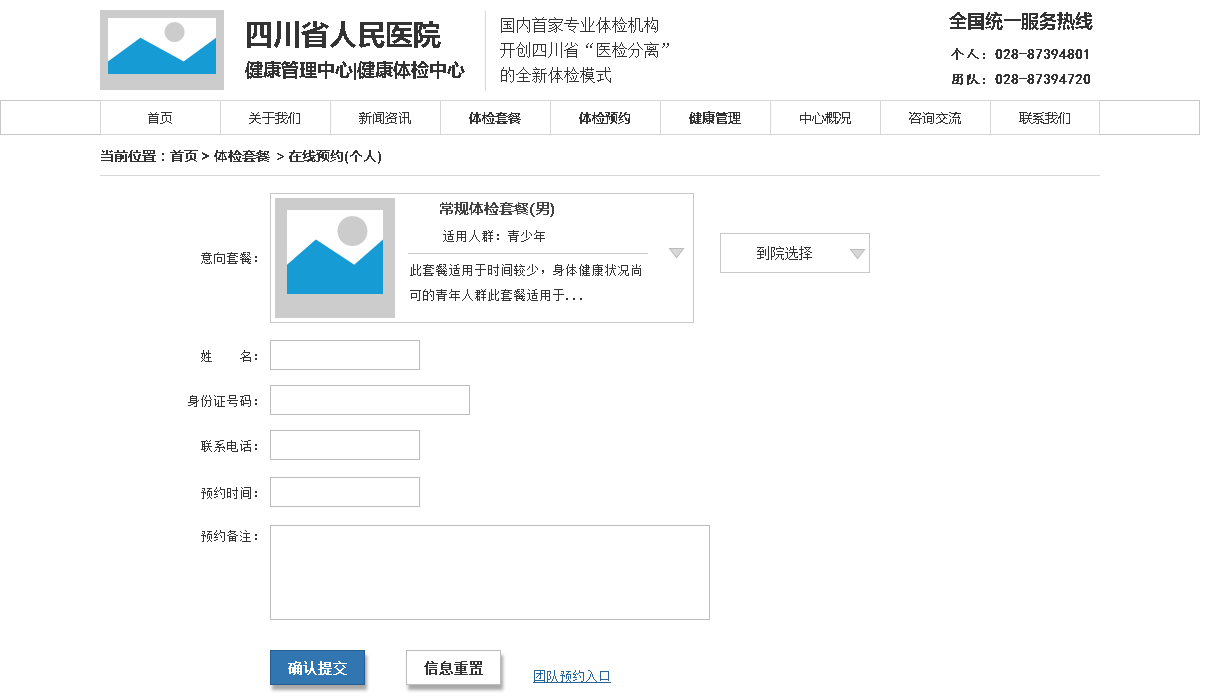 四川省人民医院
健康管理中心|健康体检中心
国内首家专业体检机构
开创四川省“医检分离”
的全新体检模式
全国统一服务热线
个人：028-87394801
团队：028-87394720
首页 关于我们 新闻资讯 体检套餐 体检预约 健康管理 中心概况 咨询交流 联系我们
当前位置：首页 > 体检套餐 > 在线预约(个人)
意向套餐：
常规体检套餐(男)
适用人群：青少年
此套餐适用于时间较少，身体健康状况尚
可的青年人群此套餐适用于...
到院选择
姓 名：
身份证号码：
联系电话：
预约时间：
预约备注：
确认提交 信息重置 团队预约入口